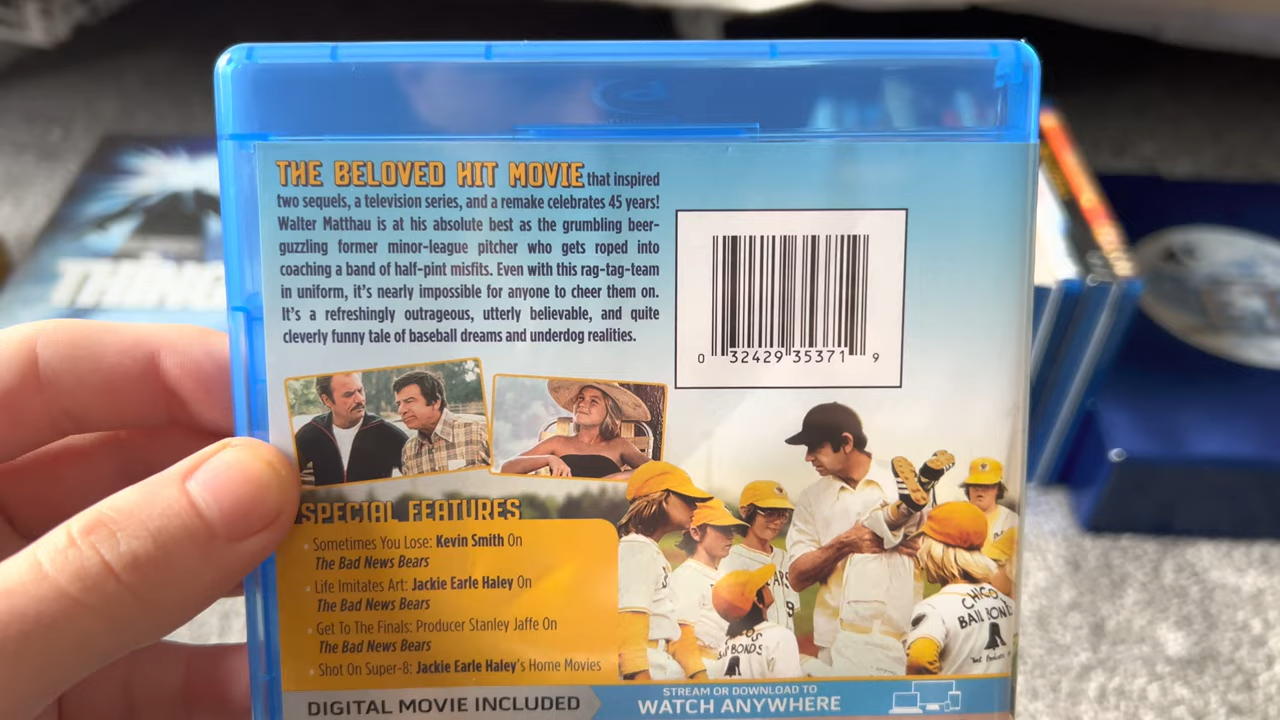 THE BELOVED HIT MOVIE that inspired
two sequels, a television series, and a remake celebrates 45 years!
Walter Matthau is at his absolute best as the grumbling beer-
guzzling former minor-league pitcher who gets roped into
coaching a band of half-pint misfits. Even with this rag-tag-team
in uniform, it's nearly impossible for anyone to cheer them on.
It's a refreshingly outrageous, utterly believable, and quite
cleverly funny tale of baseball dreams and underdog realities.
0 32429 35371 9
SPECIAL FEATURES
Sometimes You Lose: Kevin Smith On
The Bad News Bears
Life Imitates Art: Jackie Earle Haley On
The Bad News Bears
Get To The Finals: Producer Stanley Jaffe On
The Bad News Bears
Shot On Super-8: Jackie Earle Haley's Home Movies
CHICO'S
BAIL BONDS
BONDS
DIGITAL MOVIE INCLUDED
STREAM OR DOWNLOAD TO
WATCH ANYWHERE
THING